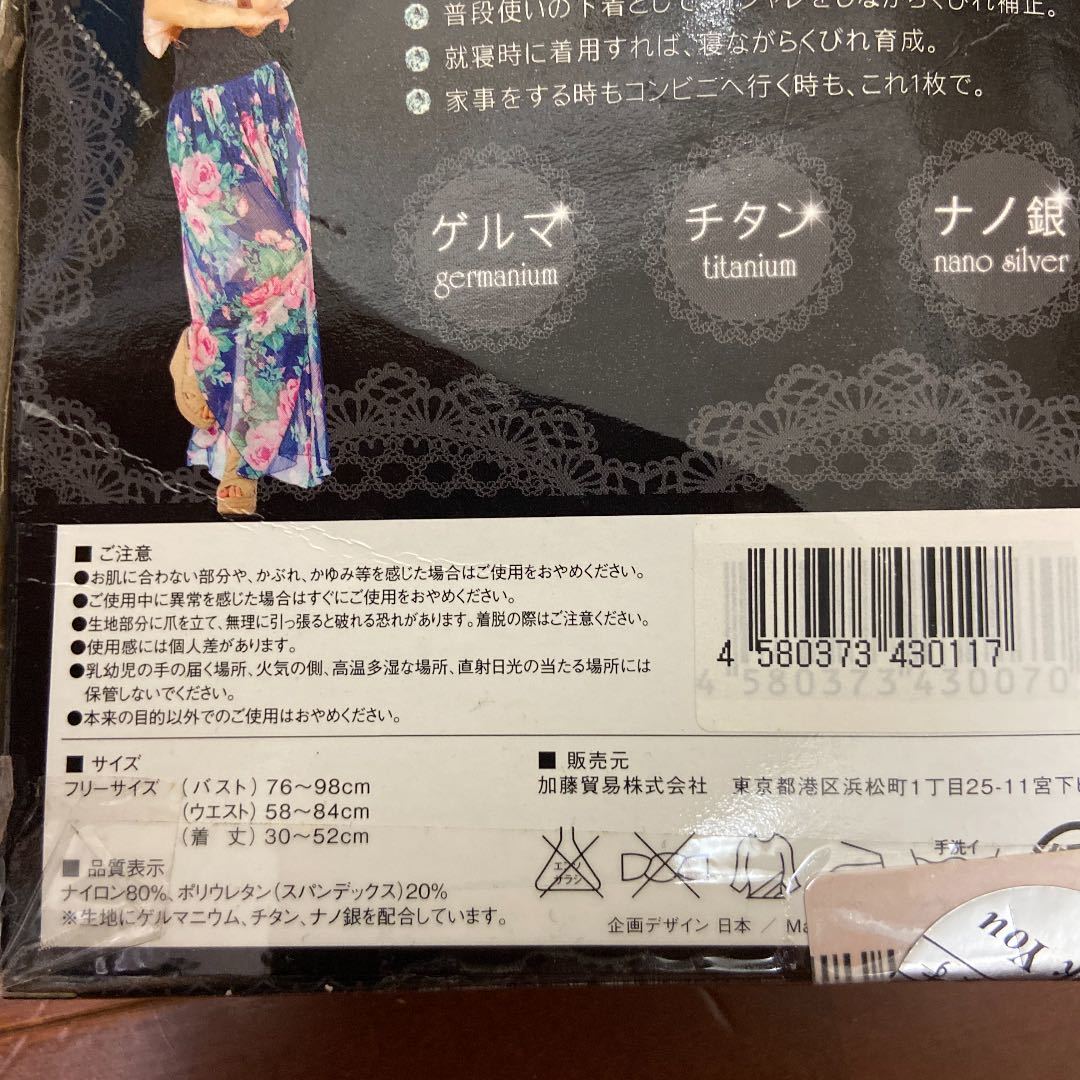 普段使いの下着として
しながらくびれ補正。
就寝時に着用すれば、寝ながらくびれ育成。
家事をする時もコンビニへ行く時も、これ1枚で。
ゲルマ
germanium
チタン
titanium
ナノ銀
nano silver
■ ご注意
●お肌に合わない部分や、かぶれ、かゆみ等を感じた場合はご使用をおやめください。
●ご使用中に異常を感じた場合はすぐにご使用をおやめください。
●生地部分に爪を立て、無理に引っ張ると破れる恐れがあります。着脱の際はご注意ください。
●使用感には個人差があります。
●乳幼児の手の届く場所、火気の側、高温多湿な場所、直射日光の当たる場所には
保管しないでください。
●本来の目的以外でのご使用はおやめください。
4 580373 430117
4 580373 430070
■ サイズ
フリーサイズ (バスト) 76〜98cm
(ウエスト) 58〜84cm
(着 丈) 30〜52cm
■ 品質表示
ナイロン80%、ポリウレタン(スパンデックス)20%
※生地にゲルマニウム、チタン、ナノ銀を配合しています。
■ 販売元
加藤貿易株式会社 東京都港区浜松町1丁目25-11宮下
エンソ
サラシ
手洗イ
企画デザイン 日本 / Ma
You